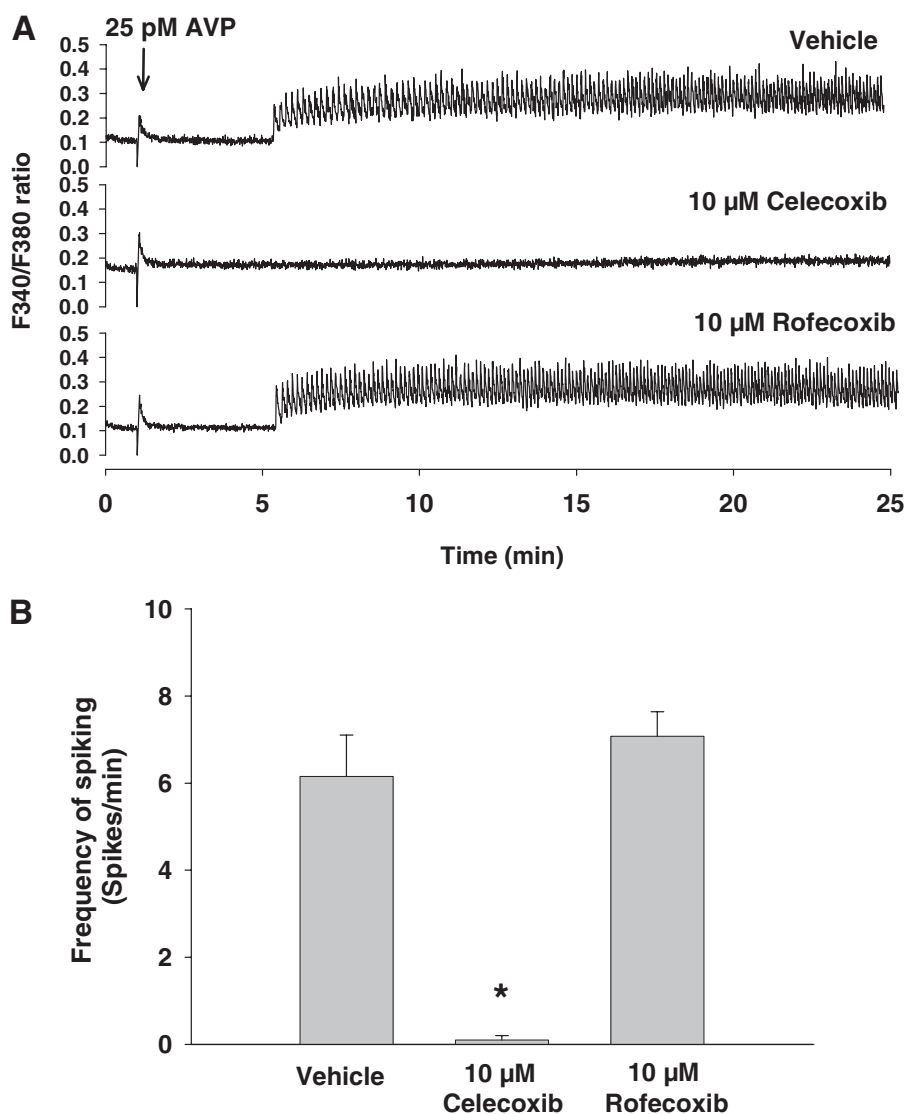 A
25 pM AVP
Vehicle
0.5
0.4
0.3
0.2
0.1
0.0
10 µM Celecoxib
0.5
0.4
0.3
0.2
0.1
0.0
10 µM Rofecoxib
0.5
0.4
0.3
0.2
0.1
0.0
F340/F380 ratio
0 5 10 15 20 25
Time (min)
B
10
8
6
4
2
0
Frequency of spiking
(Spikes/min)
*
Vehicle
10 µM
Celecoxib
10 µM
Rofecoxib